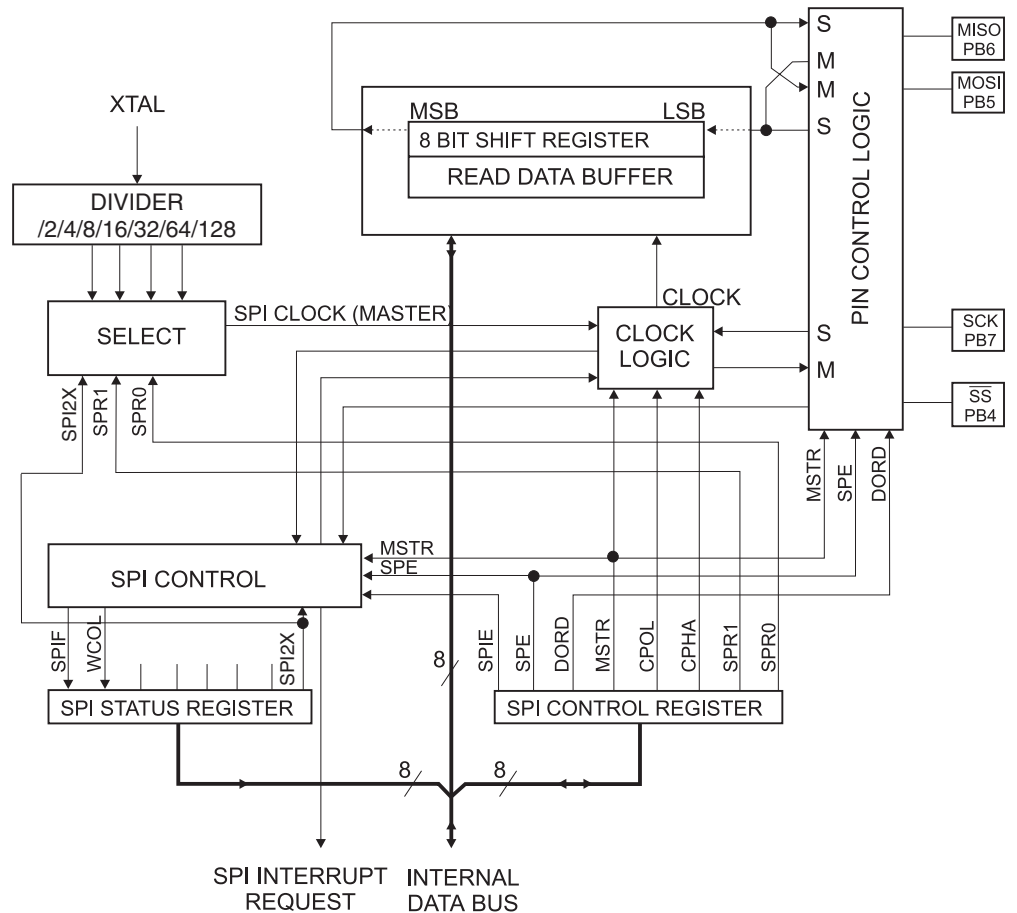 S
MISO
PB6
M
MOSI
PB5
M
S
PIN CONTROL LOGIC
XTAL
MSB
LSB
8 BIT SHIFT REGISTER
READ DATA BUFFER
DIVIDER
/2/4/8/16/32/64/128
SELECT
SPI CLOCK (MASTER)
CLOCK
CLOCK
LOGIC
S
M
SCK
PB7
SS
PB4
SPI2X
SPR1
SPR0
MSTR
SPE
DORD
SPI CONTROL
MSTR
SPE
SPIF
WCOL
SPI2X
SPIE
SPE
DORD
MSTR
CPOL
CPHA
SPR1
SPR0
8
SPI STATUS REGISTER
SPI CONTROL REGISTER
8
8
SPI INTERRUPT
REQUEST
INTERNAL
DATA BUS